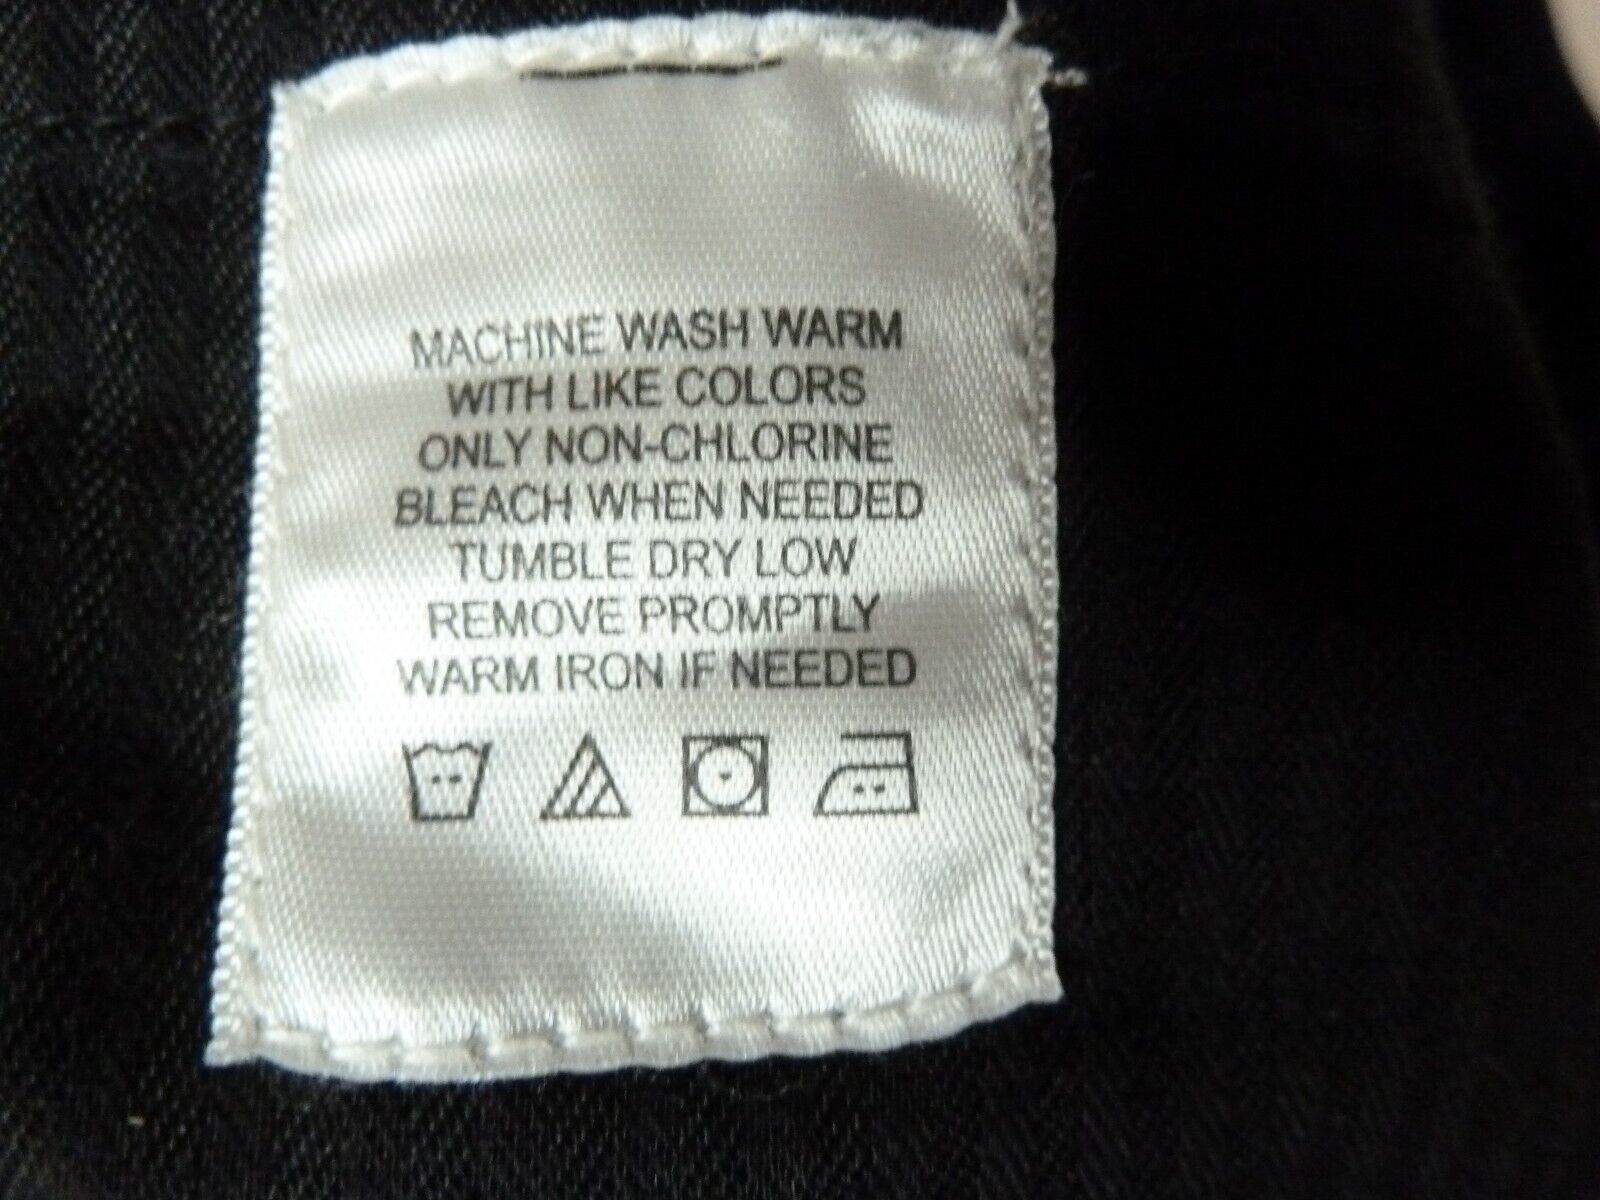 MACHINE WASH WARM
WITH LIKE COLORS
ONLY NON-CHLORINE
BLEACH WHEN NEEDED
TUMBLE DRY LOW
REMOVE PROMPTLY
WARM IRON IF NEEDED